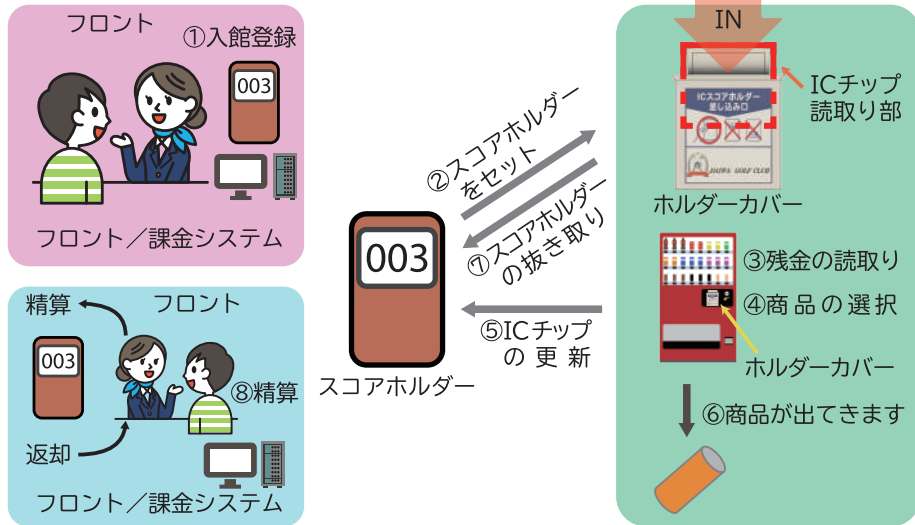 フロント
①入館登録
003
フロント／課金システム
精算
フロント
003
⑧精算
返却
フロント／課金システム
②スコアホルダー
をセット
⑦スコアホルダー
の抜き取り
003
⑤ICチップ
の更新
スコアホルダー
IN
ICスコアホルダー
差し込み口
ICチップ
読取り部
ホルダーカバー
③残金の読取り
④商品の選択
ホルダーカバー
⑥商品が出てきます